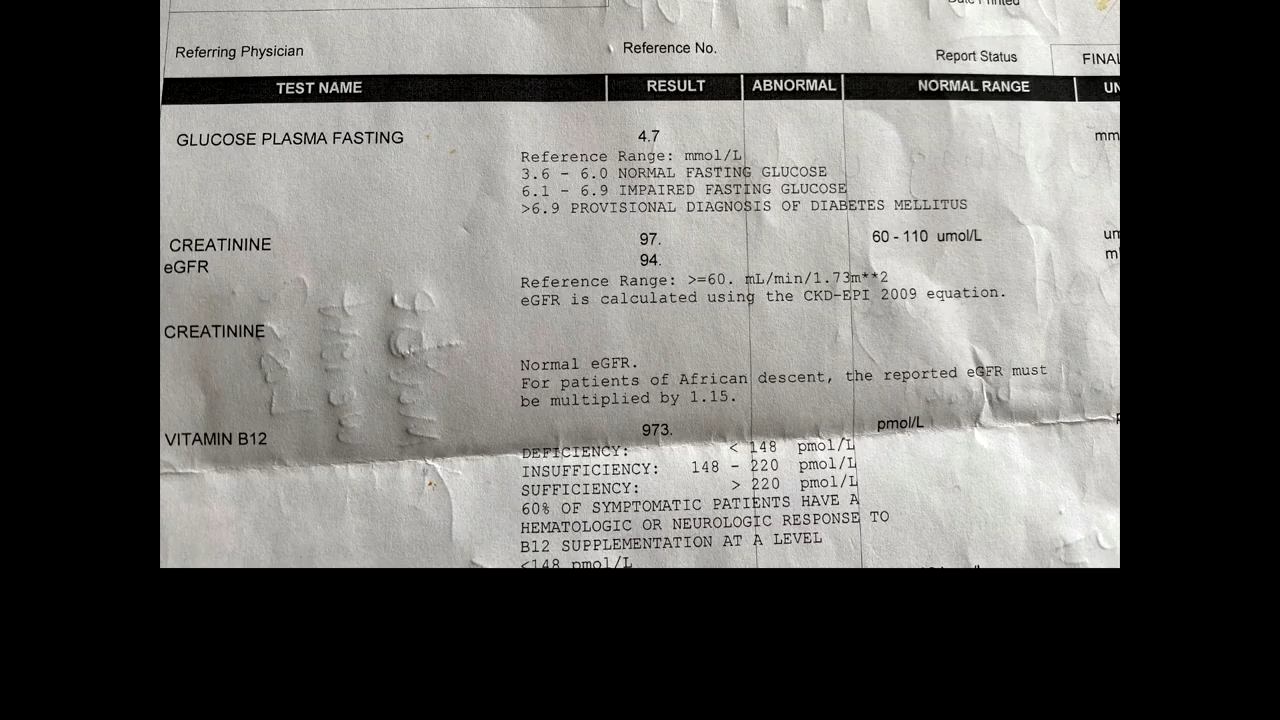 Date Printed
Referring Physician Reference No. Report Status FINAL
TEST NAME RESULT ABNORMAL NORMAL RANGE UN
GLUCOSE PLASMA FASTING 4.7 mm
Reference Range: mmol/L
3.6 - 6.0 NORMAL FASTING GLUCOSE
6.1 - 6.9 IMPAIRED FASTING GLUCOSE
>6.9 PROVISIONAL DIAGNOSIS OF DIABETES MELLITUS
CREATININE 97. 60 - 110 umol/L um
eGFR 94. m
Reference Range: >=60. mL/min/1.73m**2
eGFR is calculated using the CKD-EPI 2009 equation.
CREATININE
Normal eGFR.
For patients of African descent, the reported eGFR must
be multiplied by 1.15.
VITAMIN B12 973. pmol/L
DEFICIENCY: < 148 pmol/L
INSUFFICIENCY: 148 - 220 pmol/L
SUFFICIENCY: > 220 pmol/L
60% OF SYMPTOMATIC PATIENTS HAVE A
HEMATOLOGIC OR NEUROLOGIC RESPONSE TO
B12 SUPPLEMENTATION AT A LEVEL
<148 pmol/L